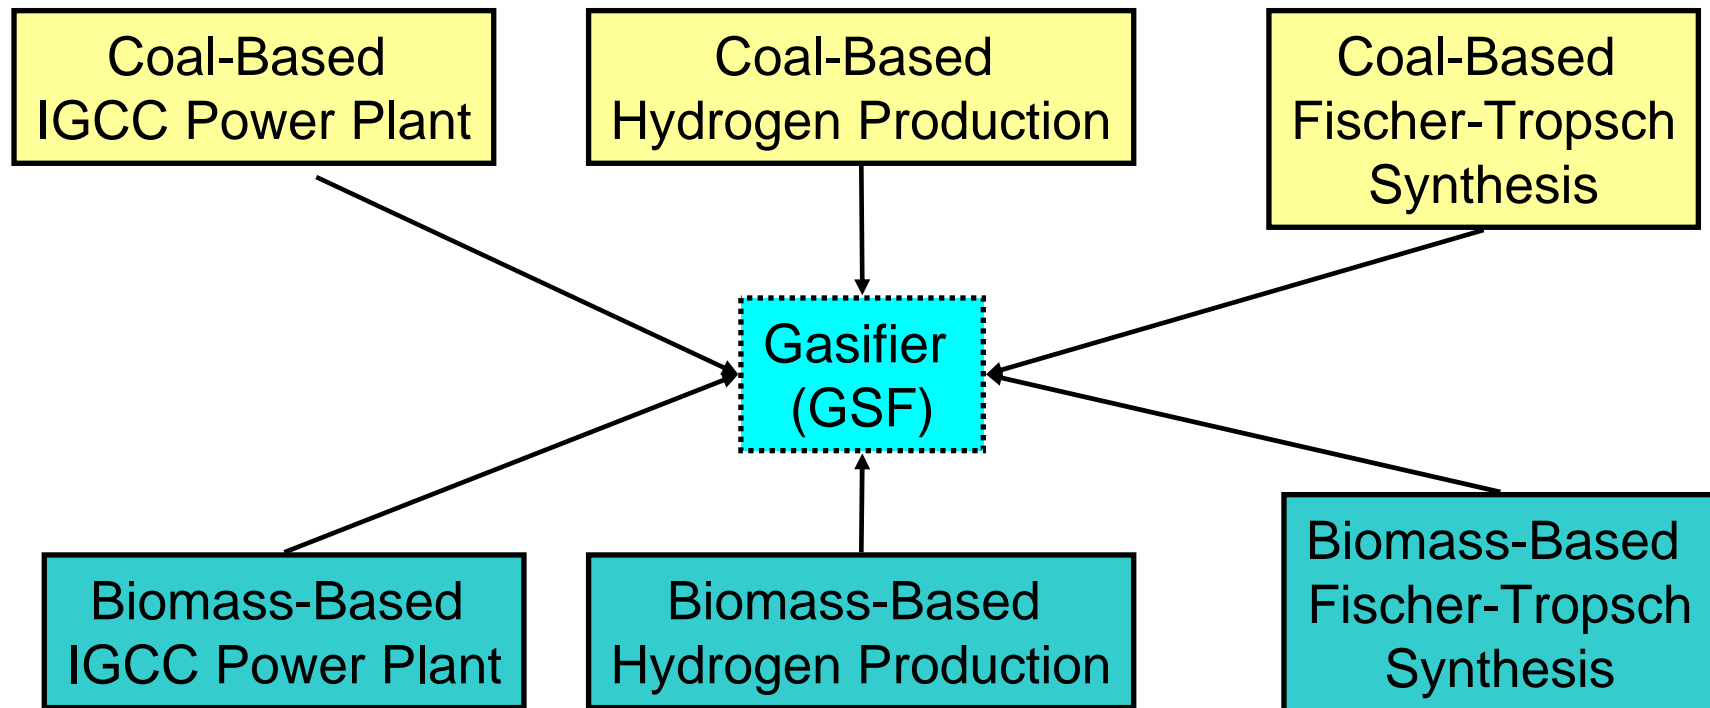 Coal-Based
IGCC Power Plant
Coal-Based
Hydrogen Production
Coal-Based
Fischer-Tropsch
Synthesis
Gasifier
(GSF)
Biomass-Based
IGCC Power Plant
Biomass-Based
Hydrogen Production
Biomass-Based
Fischer-Tropsch
Synthesis